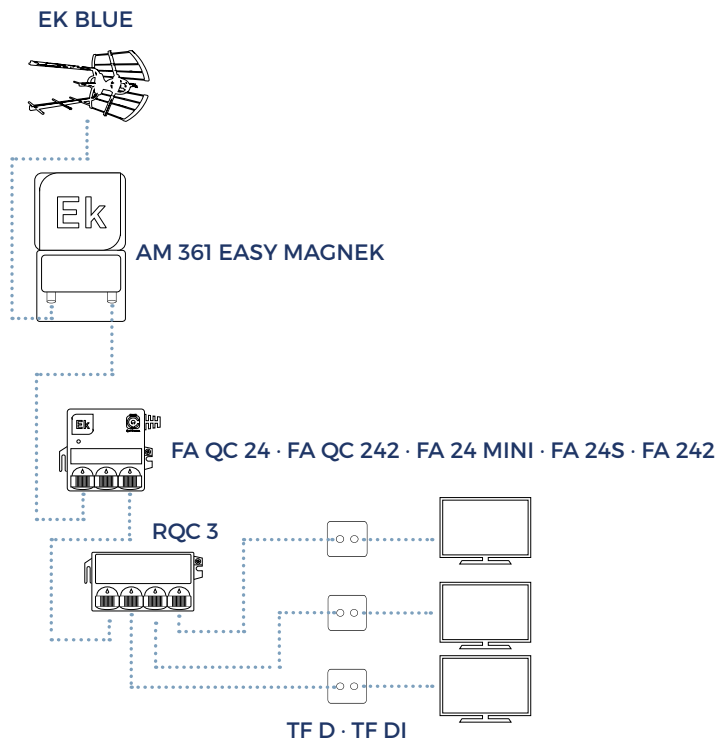 EK BLUE
Ek
AM 361 EASY MAGNEK
Ek
FA QC 24 · FA QC 242 · FA 24 MINI · FA 24S · FA 242
RQC 3
TF D · TF DI